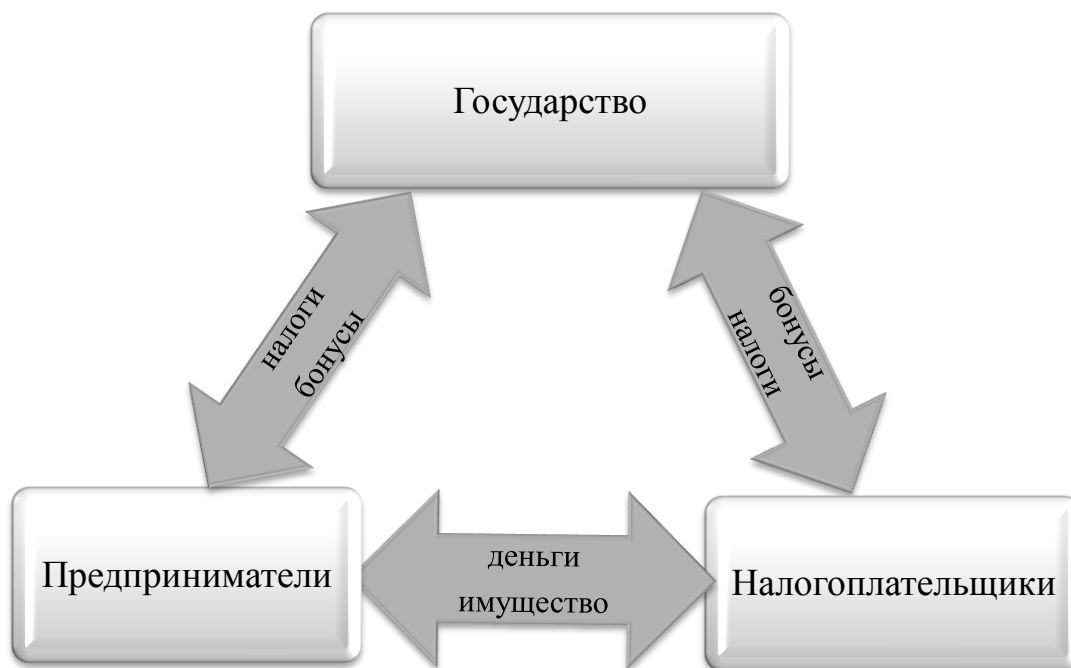 Государство
налоги
бонусы
бонусы
налоги
Предприниматели
деньги
имущество
Налогоплательщики